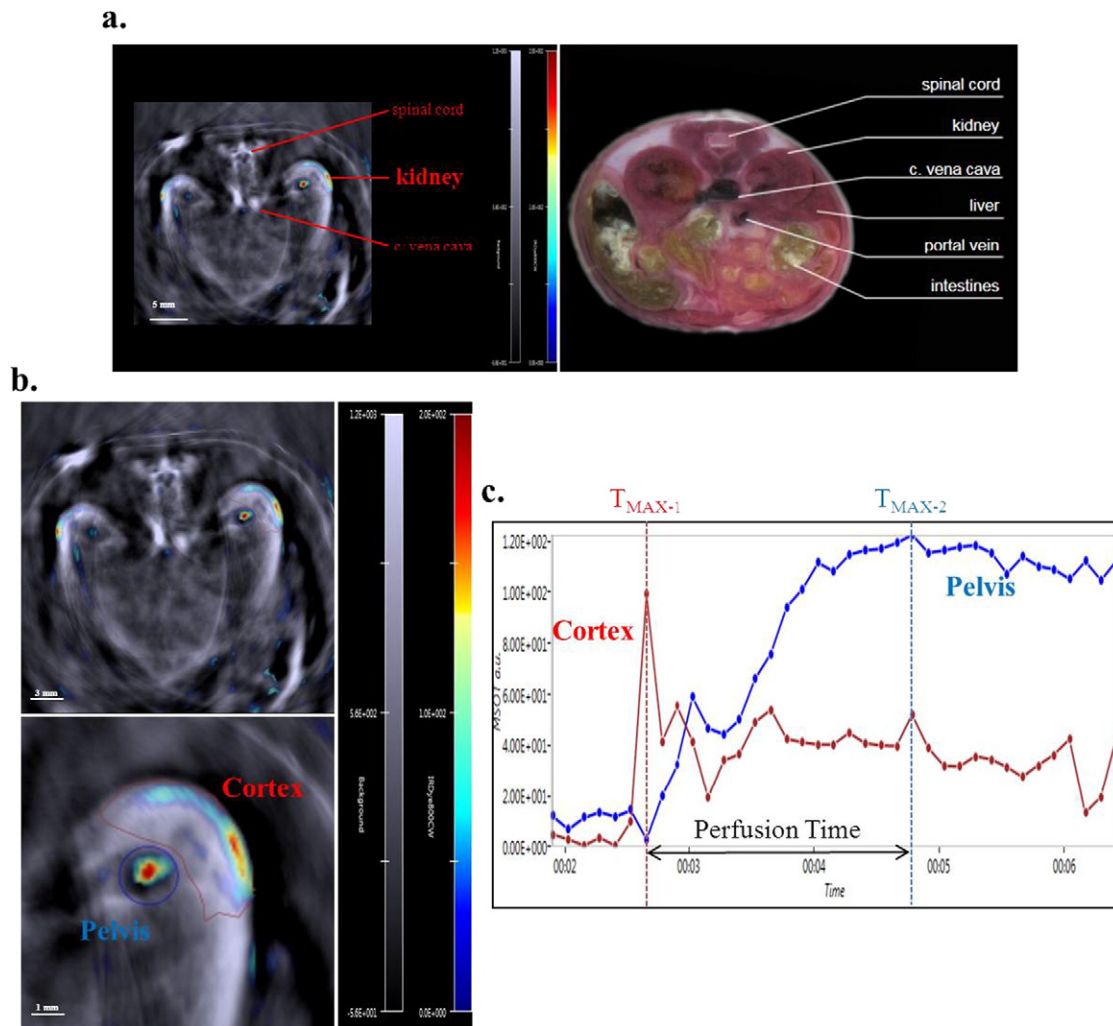 a.
spinal cord
kidney
c. vena cava
5 mm
Background
IRDye800CW
spinal cord
kidney
c. vena cava
liver
portal vein
intestines
b.
3 mm
Cortex
Pelvis
1 mm
1.2E+003
5.6E+002
-5.6E+001
Background
2.0E+002
1.0E+002
0.0E+000
IRDye800CW
c.
TMAX-1
TMAX-2
1.20E+002
1.00E+002
8.00E+001
6.00E+001
4.00E+001
2.00E+001
0.00E+000
MSOT a.u.
Cortex
Pelvis
Perfusion Time
00:02
00:03
00:04
00:05
00:06
Time